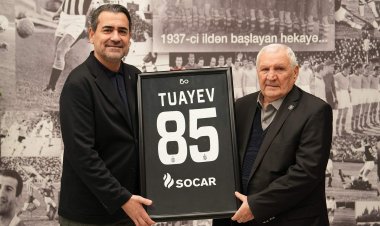 1937-ci ildən başlayan hekayə...
TUAYEV
85
SOCAR